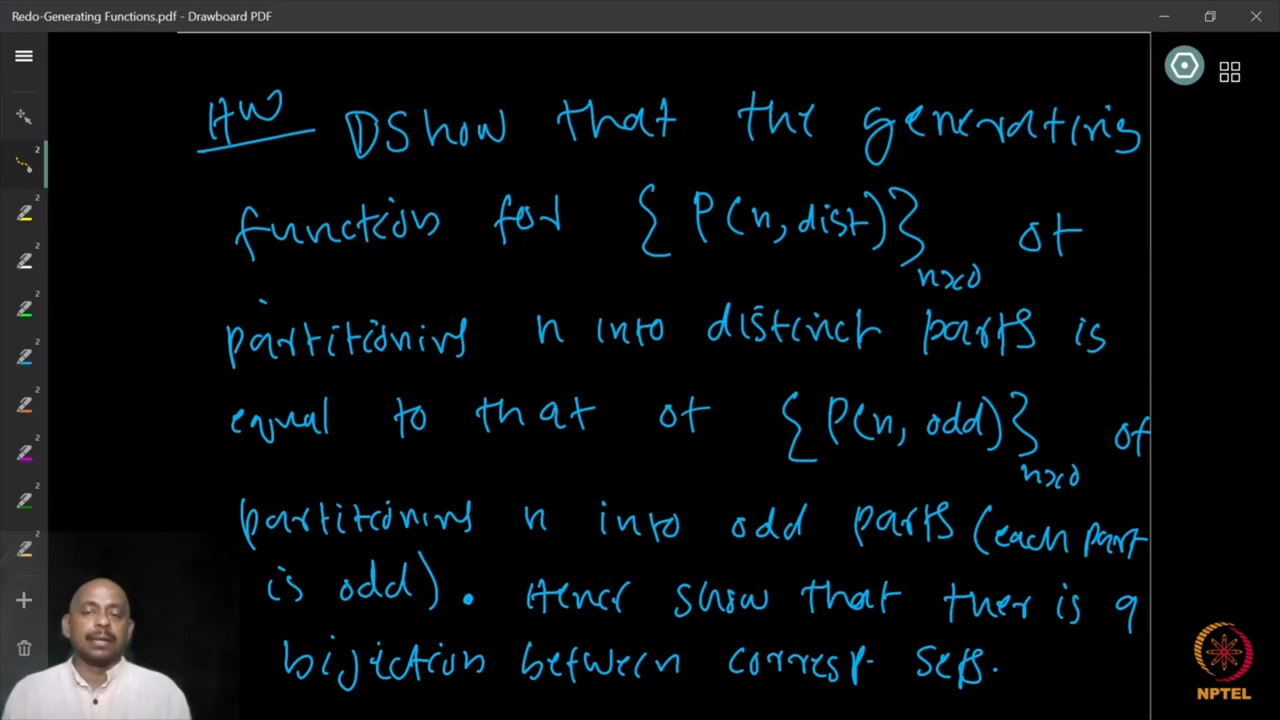 Redo-Generating Functions.pdf - Drawboard PDF
HW 1) Show that the generating
function for { P(n, dist) }n≥0 of
partitioning n into distinct parts is
equal to that of { P(n, odd) }n≥0 of
partitioning n into odd parts (each part
is odd). Hence show that ther is a
bijection between corresp. sets.
NPTEL